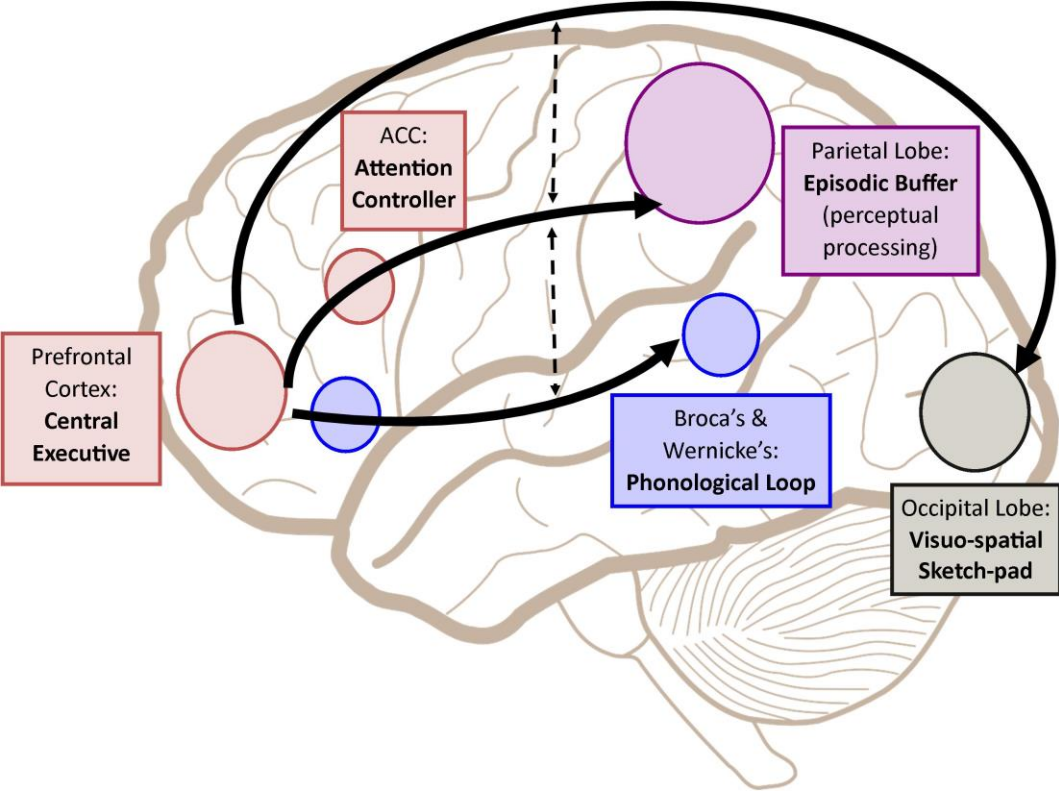 ACC:
Attention
Controller
Parietal Lobe:
Episodic Buffer
(perceptual
processing)
Prefrontal
Cortex:
Central
Executive
Broca’s &
Wernicke’s:
Phonological Loop
Occipital Lobe:
Visuo-spatial
Sketch-pad